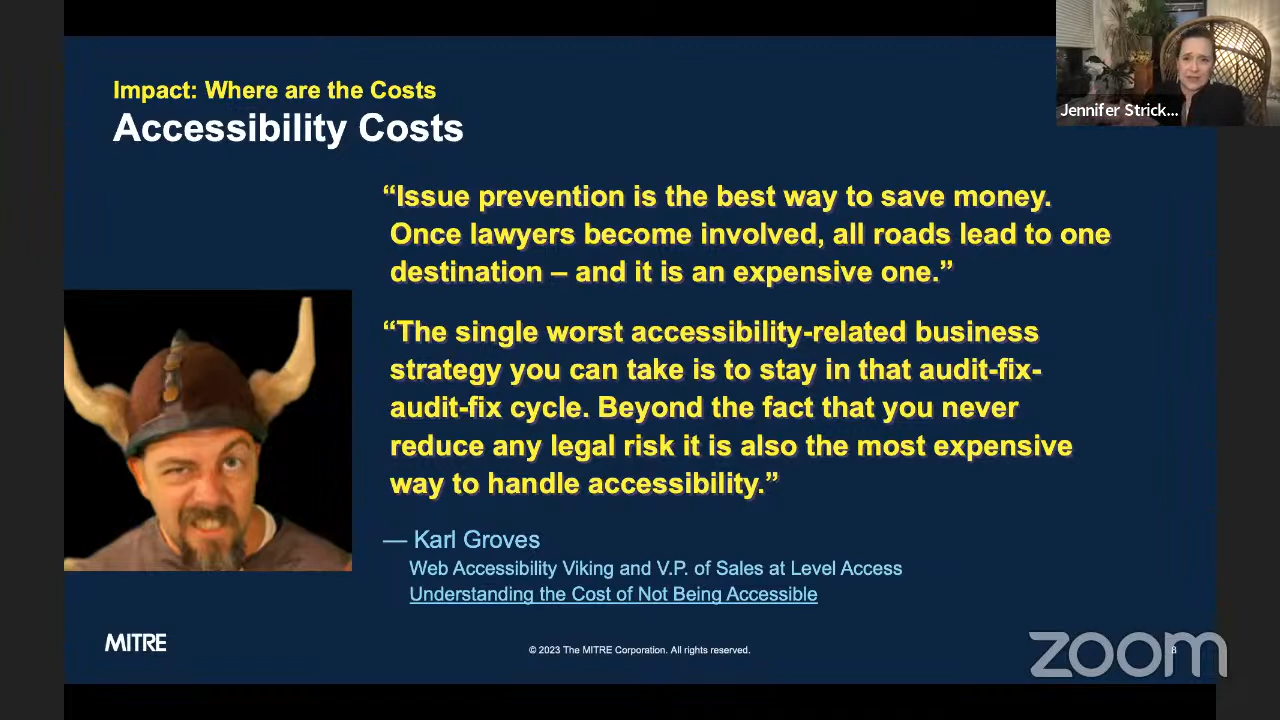 Impact: Where are the Costs
Accessibility Costs
Jennifer Strick...
“Issue prevention is the best way to save money.
Once lawyers become involved, all roads lead to one
destination – and it is an expensive one.”
“The single worst accessibility-related business
strategy you can take is to stay in that audit-fix-
audit-fix cycle. Beyond the fact that you never
reduce any legal risk it is also the most expensive
way to handle accessibility.”
— Karl Groves
Web Accessibility Viking and V.P. of Sales at Level Access
Understanding the Cost of Not Being Accessible
MITRE
© 2023 The MITRE Corporation. All rights reserved.
8
zoom